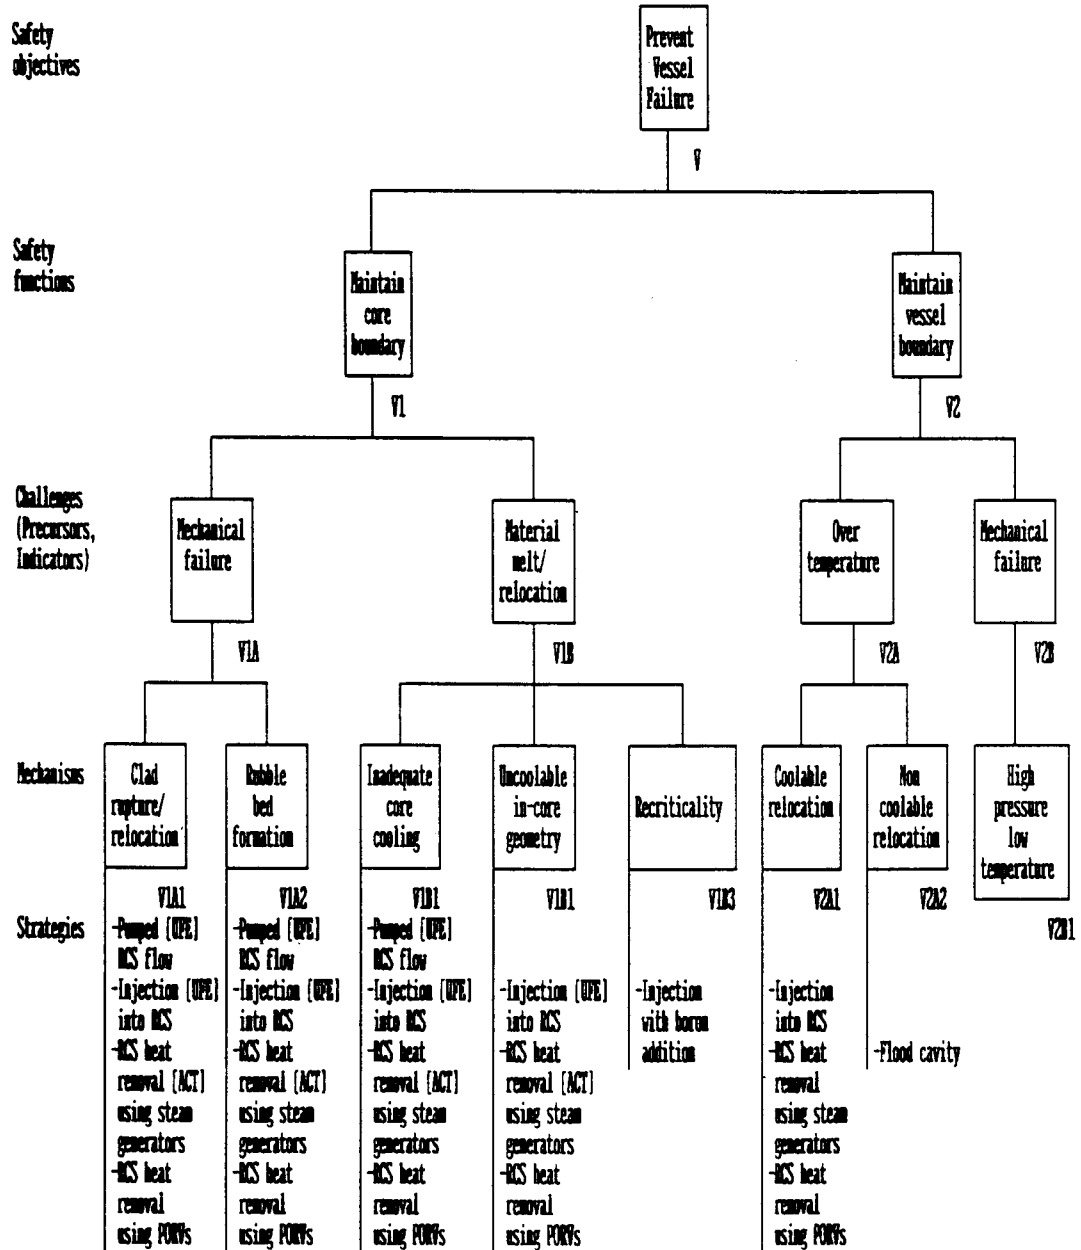 Safety
objectives
Prevent
Vessel
Failure
V
Safety
functions
Maintain
core
boundary
Maintain
vessel
boundary
V1
V2
Challenges
(Precursors,
Indicators)
Mechanical
failure
Material
melt/
relocation
Over
temperature
Mechanical
failure
V1A
V1B
V2A
V2B
Mechanisms
Clad
rupture/
relocation
Rubble
bed
formation
Inadequate
core
cooling
Uncoolable
in-core
geometry
Recriticality
Coolable
relocation
Non
coolable
relocation
High
pressure
low
temperature
V1A1
V1A2
V1B1
V1B1
V1B3
V2A1
V2A2
V2B1
Strategies
-Pumped [UPE]
RCS flow
-Injection [UPE]
into RCS
-RCS heat
removal [ACT]
using steam
generators
-RCS heat
removal
using PORVs
-Pumped [UPE]
RCS flow
-Injection [UPE]
into RCS
-RCS heat
removal [ACT]
using steam
generators
-RCS heat
removal
using PORVs
-Pumped [UPE]
RCS flow
-Injection [UPE]
into RCS
-RCS heat
removal [ACT]
using steam
generators
-RCS heat
removal
using PORVs
-Injection [UPE]
into RCS
-RCS heat
removal [ACT]
using steam
generators
-RCS heat
removal
using PORVs
-Injection
with boron
addition
-Injection
into RCS
-RCS heat
removal
using steam
generators
-RCS heat
removal
using PORVs
-Flood cavity